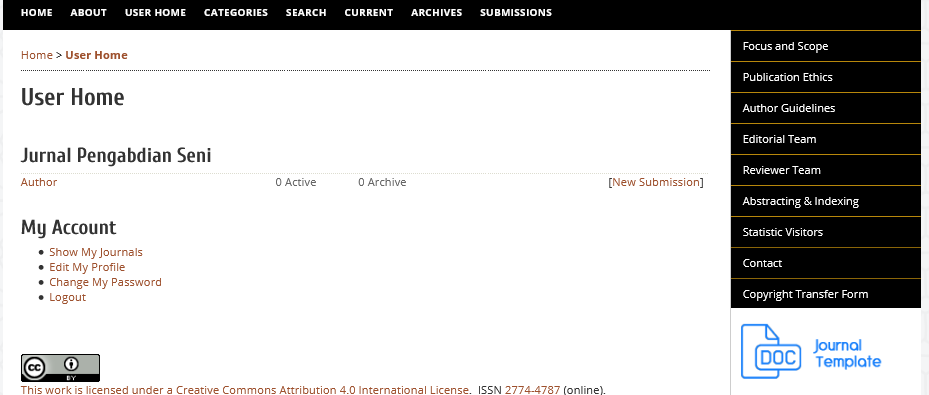 HOME ABOUT USER HOME CATEGORIES SEARCH CURRENT ARCHIVES SUBMISSIONS
Home > User Home
User Home
Jurnal Pengabdian Seni
Author 0 Active 0 Archive [New Submission]
My Account
Show My Journals
Edit My Profile
Change My Password
Logout
cc BY
This work is licensed under a Creative Commons Attribution 4.0 International License. ISSN 2774-4787 (online).
Focus and Scope
Publication Ethics
Author Guidelines
Editorial Team
Reviewer Team
Abstracting & Indexing
Statistic Visitors
Contact
Copyright Transfer Form
DOC
Journal
Template